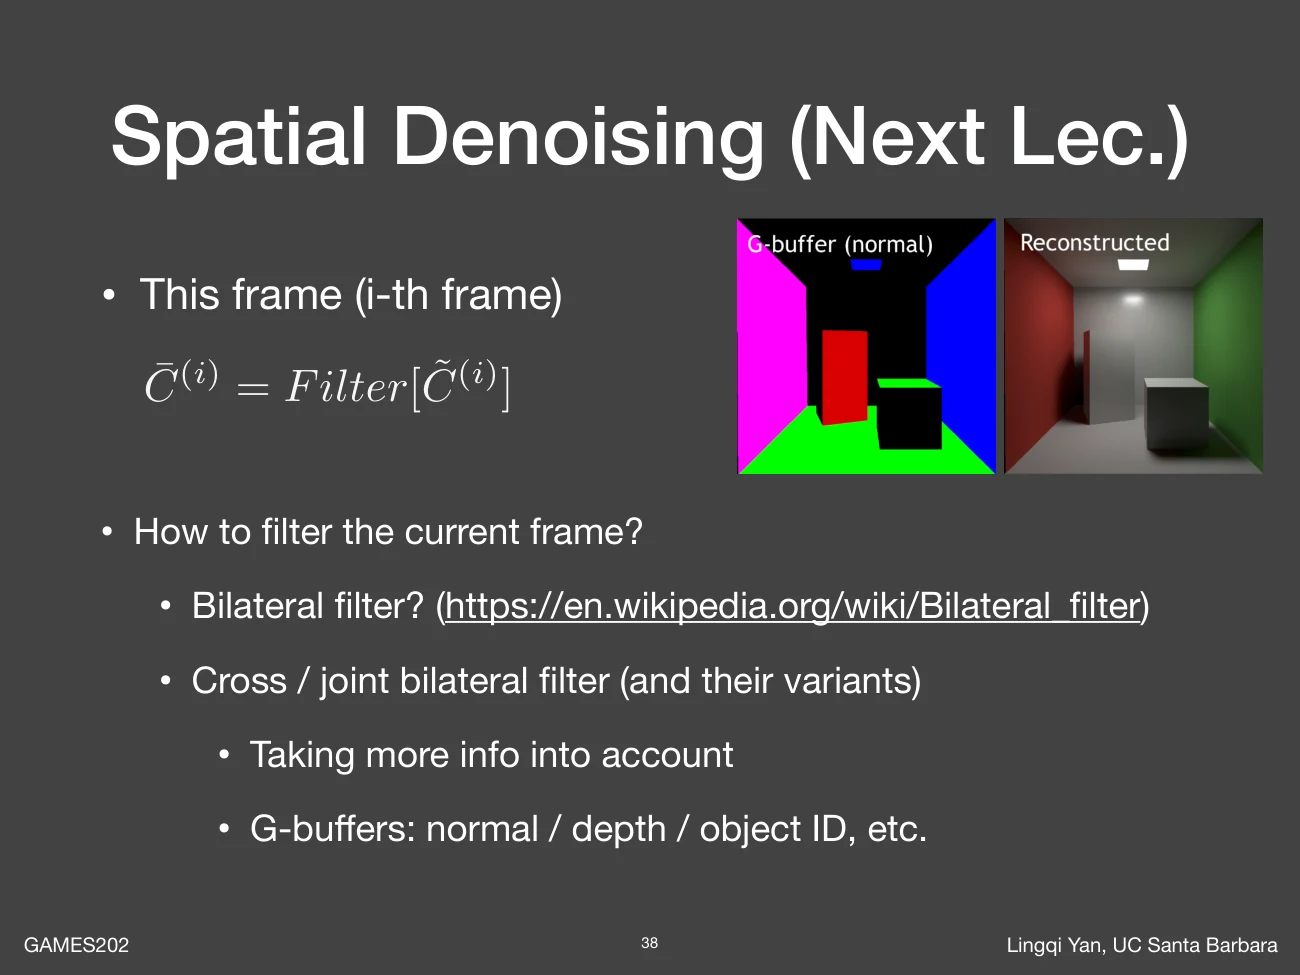 Spatial Denoising (Next Lec.)
G-buffer (normal)
Reconstructed
• This frame (i-th frame)
C̄⁽ⁱ⁾ = Filter[C̃⁽ⁱ⁾]
• How to filter the current frame?
• Bilateral filter? (https://en.wikipedia.org/wiki/Bilateral_filter)
• Cross / joint bilateral filter (and their variants)
• Taking more info into account
• G-buffers: normal / depth / object ID, etc.
GAMES202
38
Lingqi Yan, UC Santa Barbara